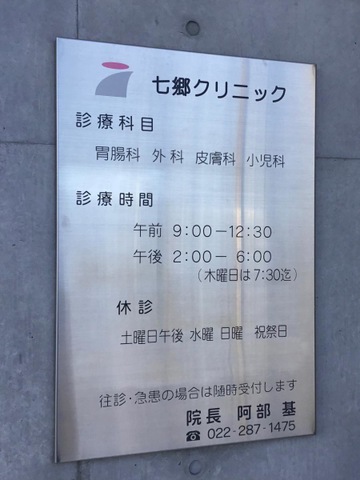 七郷クリニック
診療科目
胃腸科 外科 皮膚科 小児科
診療時間
午前 9:00-12:30
午後 2:00- 6:00
(木曜日は7:30迄)
休診
土曜日午後 水曜 日曜 祝祭日
往診・急患の場合は随時受付します
院長 阿部 基
☎ 022-287-1475